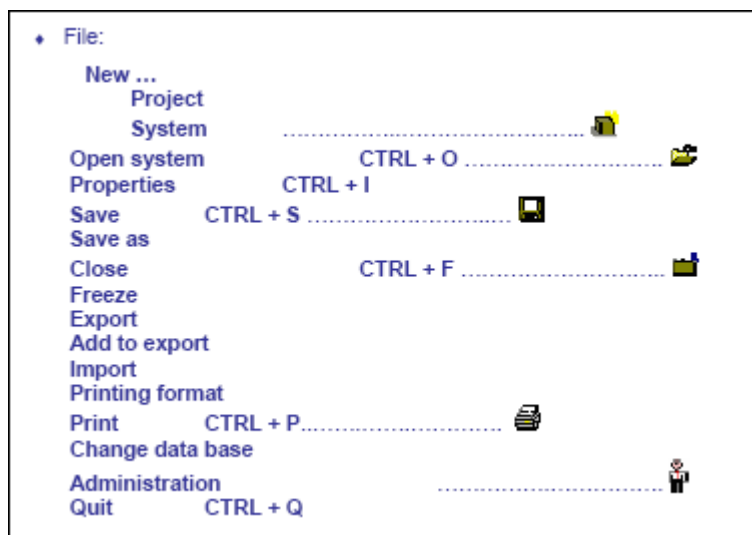 ♦ File:
New …
Project
System ………………………………………………..
Open system CTRL + O ……………………………
Properties CTRL + I
Save CTRL + S ……………………………
Save as
Close CTRL + F ……………………………
Freeze
Export
Add to export
Import
Printing format
Print CTRL + P……………………………
Change data base
Administration ……………………………
Quit CTRL + Q